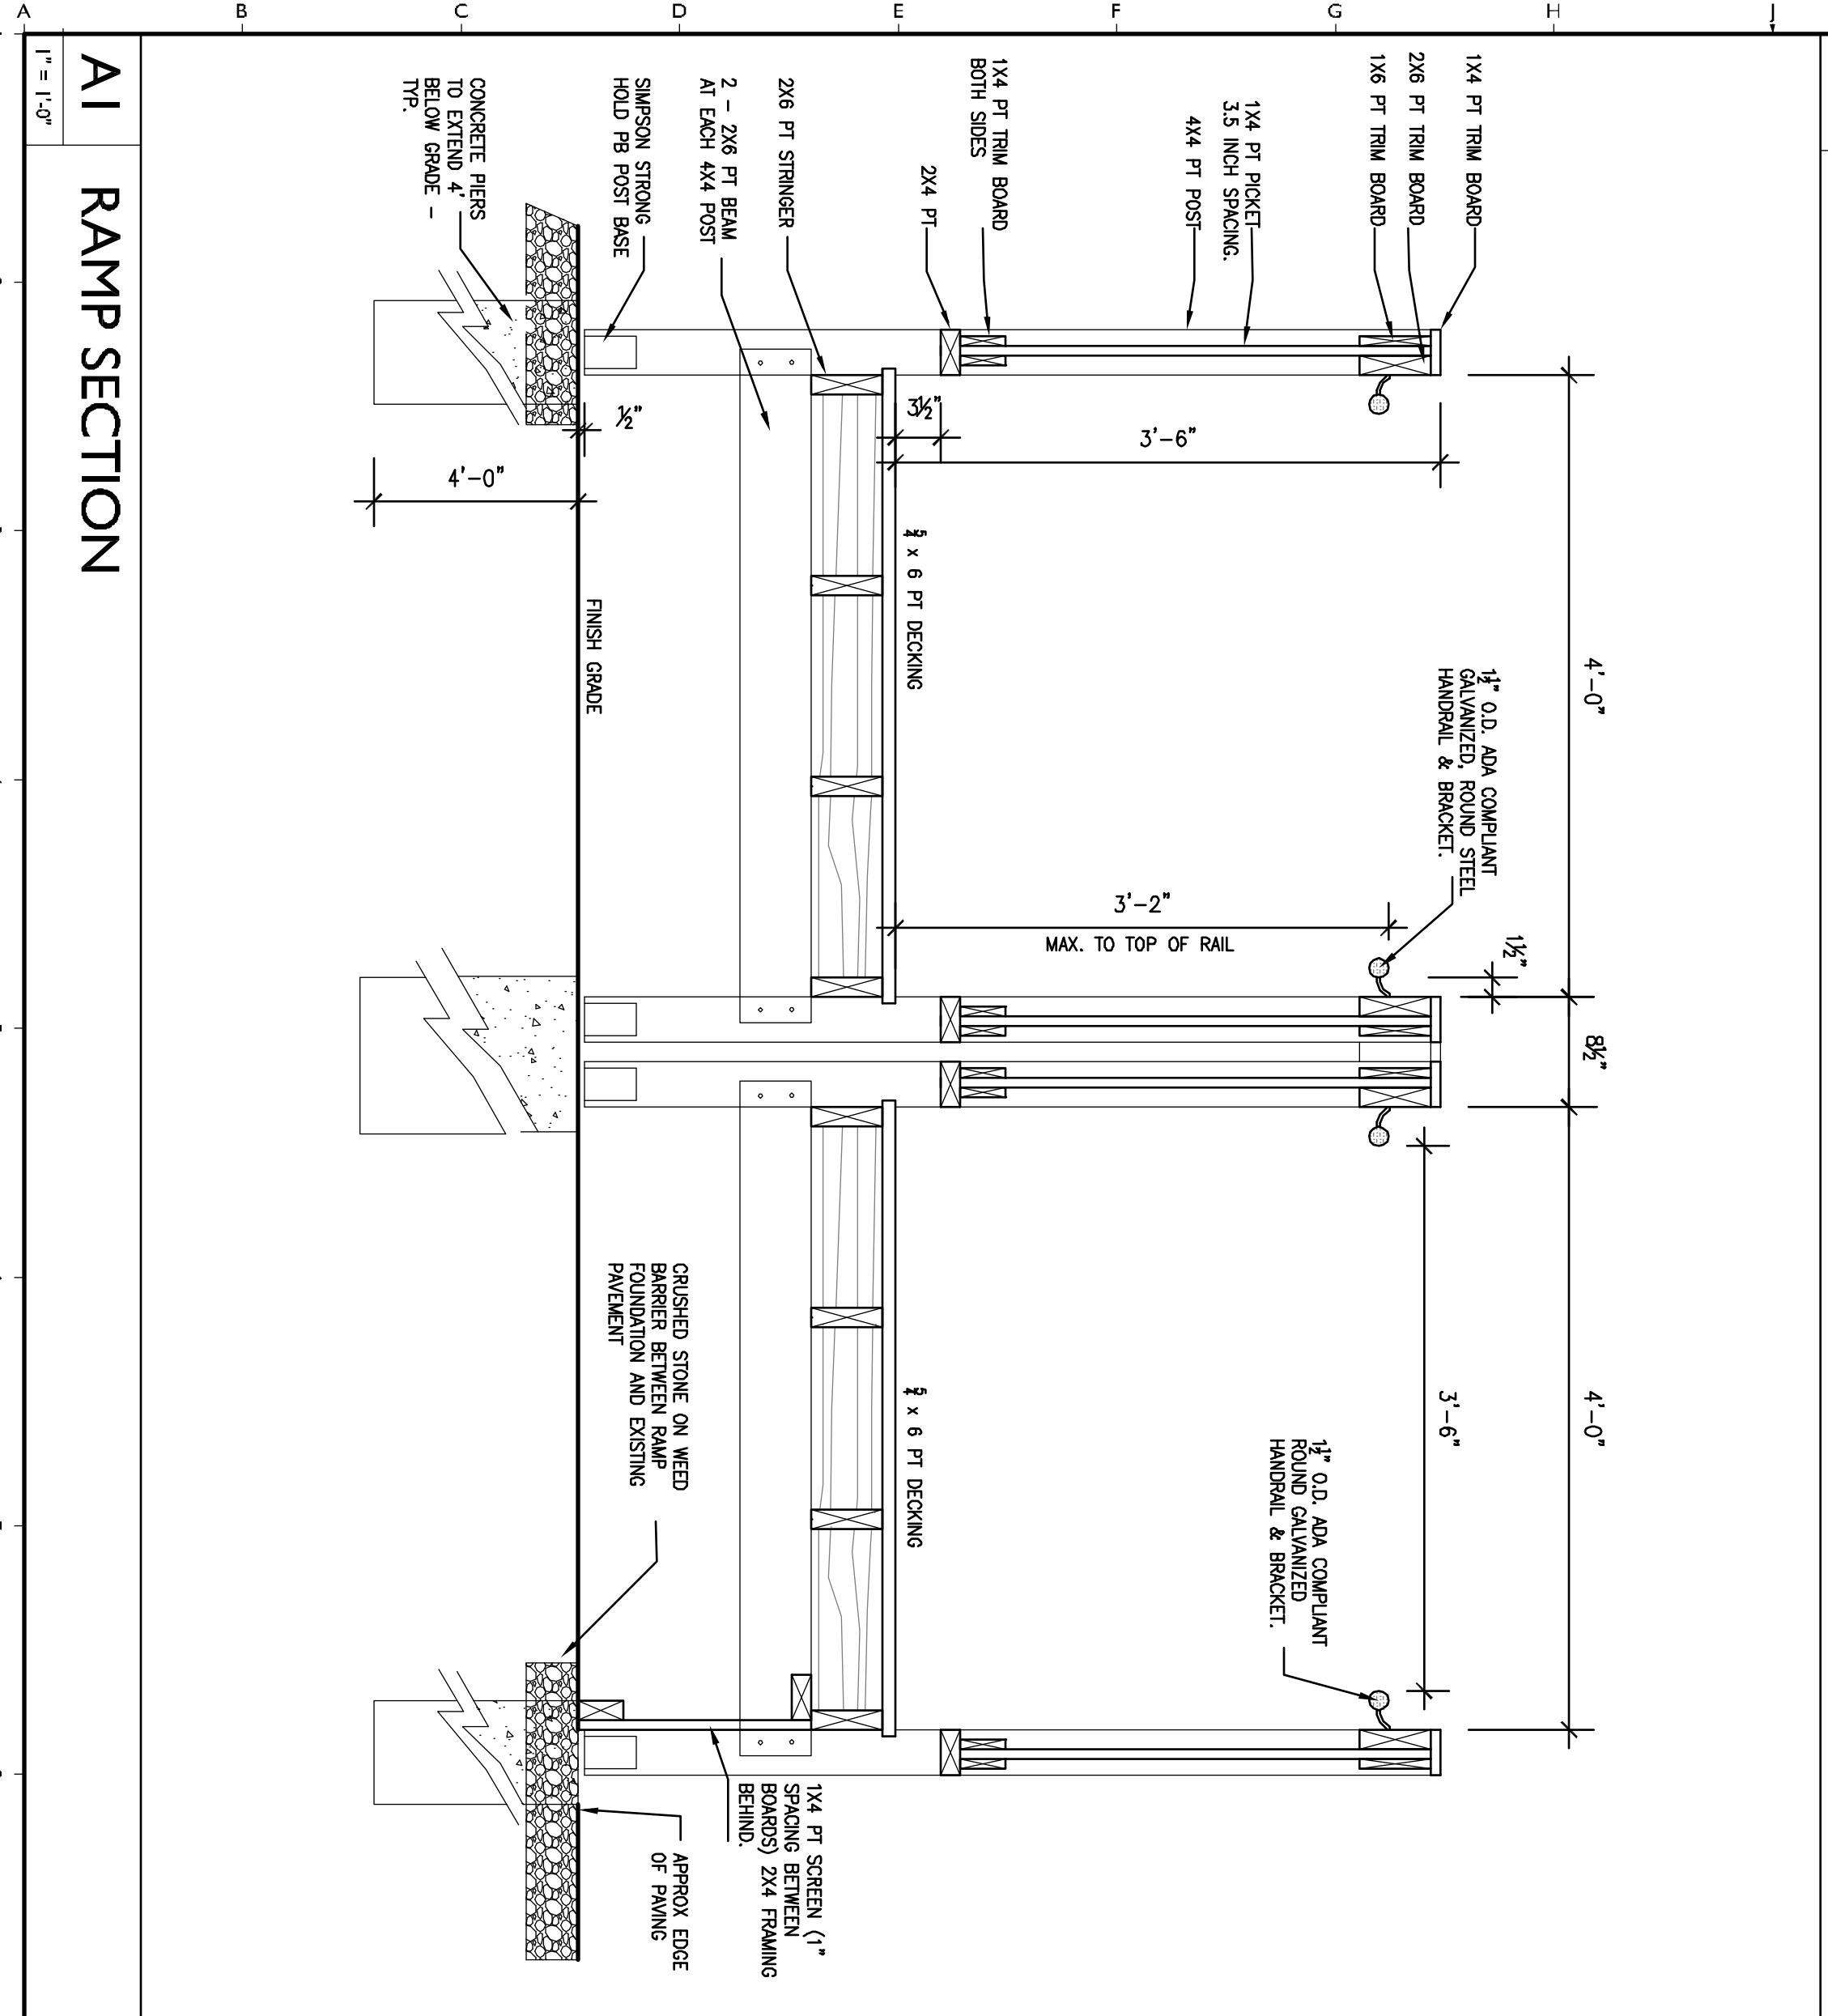 A
B
C
D
E
F
G
H
J
1X4 PT TRIM BOARD
2X6 PT TRIM BOARD
1X6 PT TRIM BOARD
1X4 PT PICKET
3.5 INCH SPACING.
4X4 PT POST
1X4 PT TRIM BOARD
BOTH SIDES
2X4 PT
2X6 PT STRINGER
2 - 2X6 PT BEAM
AT EACH 4X4 POST
SIMPSON STRONG
HOLD PB POST BASE
CONCRETE PIERS
TO EXTEND 4'
BELOW GRADE -
TYP.
4'-0"
8½"
4'-0"
1½"
3'-6"
1½" O.D. ADA COMPLIANT
GALVANIZED, ROUND STEEL
HANDRAIL & BRACKET.
1½" O.D. ADA COMPLIANT
ROUND GALVANIZED
HANDRAIL & BRACKET.
3'-6"
3½"
3'-2"
MAX. TO TOP OF RAIL
5/4 x 6 PT DECKING
5/4 x 6 PT DECKING
½"
4'-0"
FINISH GRADE
CRUSHED STONE ON WEED
BARRIER BETWEEN RAMP
FOUNDATION AND EXISTING
PAVEMENT
1X4 PT SCREEN (1"
SPACING BETWEEN
BOARDS) 2X4 FRAMING
BEHIND.
APPROX EDGE
OF PAVING
A1
RAMP SECTION
1" = 1'-0"